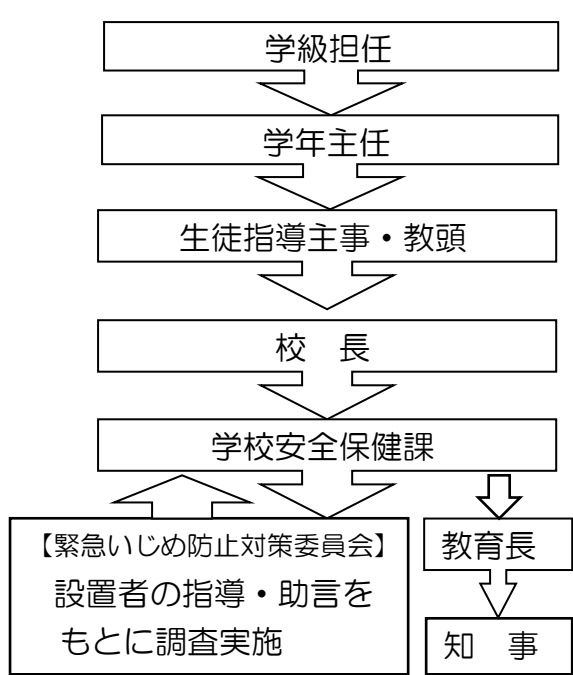 学級担任
学年主任
生徒指導主事・教頭
校　長
学校安全保健課
【緊急いじめ防止対策委員会】
設置者の指導・助言を
もとに調査実施
教育長
知　事